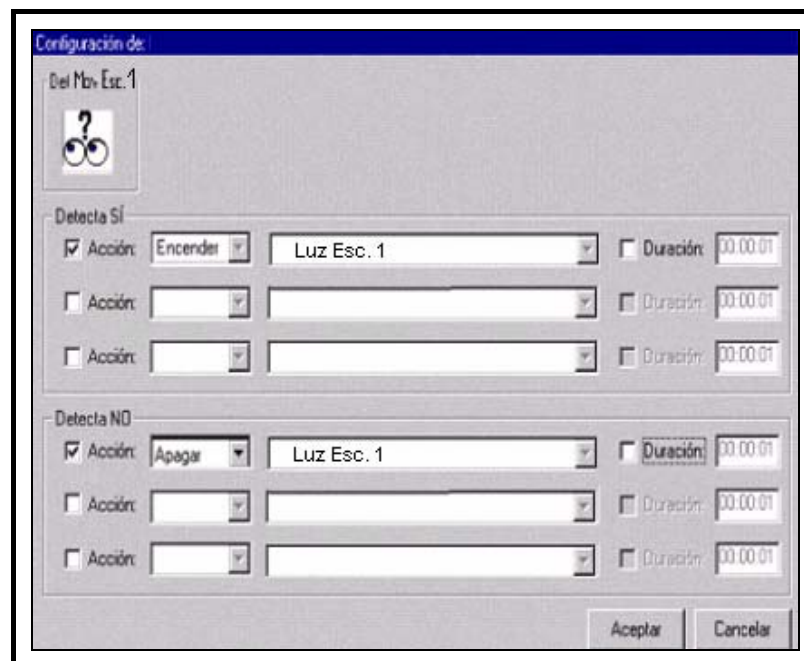 Configuración de:
Del Mov Esc.1
?
Detecta SÍ
Acción: Encender Luz Esc. 1 Duración: 00:00:01
Acción: Duración: 00:00:01
Acción: Duración: 00:00:01
Detecta NO
Acción: Apagar Luz Esc. 1 Duración: 00:00:01
Acción: Duración: 00:00:01
Acción: Duración: 00:00:01
Aceptar Cancelar